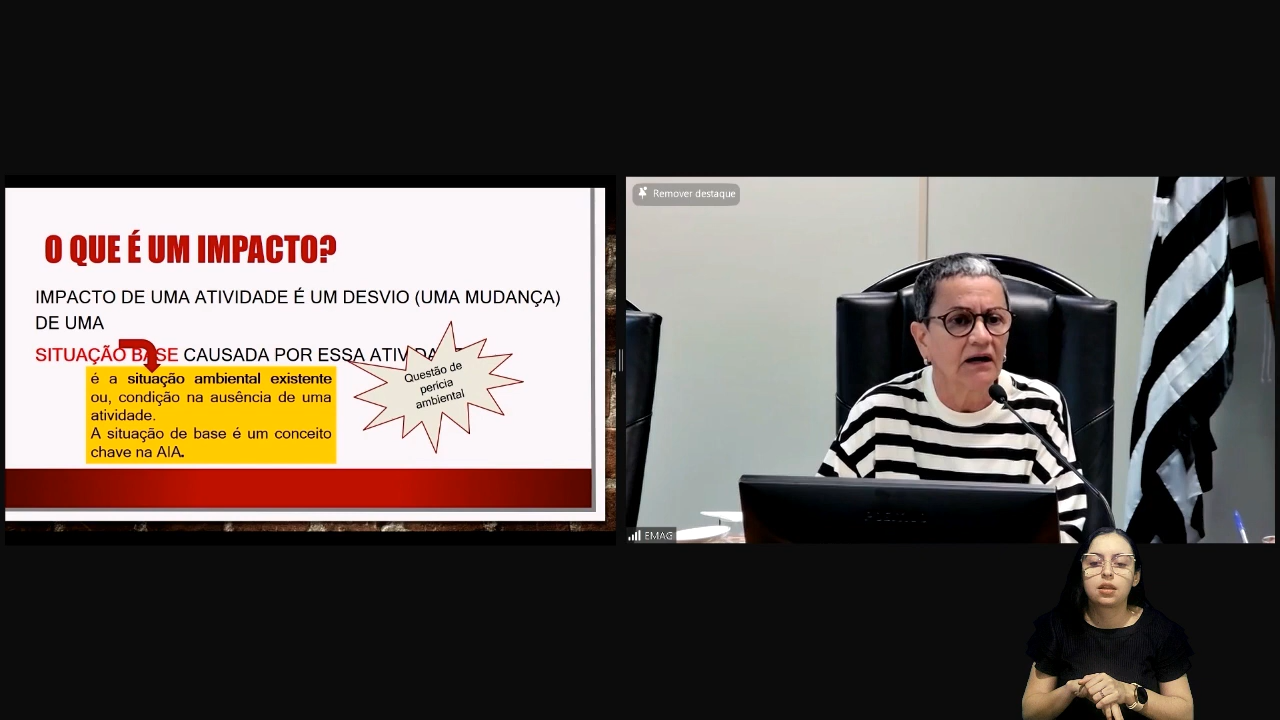 O QUE É UM IMPACTO?
IMPACTO DE UMA ATIVIDADE É UM DESVIO (UMA MUDANÇA)
DE UMA
SITUAÇÃO BASE CAUSADA POR ESSA
é a situação ambiental existente
ou, condição na ausência de uma
atividade.
A situação de base é um conceito
chave na AIA.
Questão de
perícia
ambiental
Remover destaque
EMAG